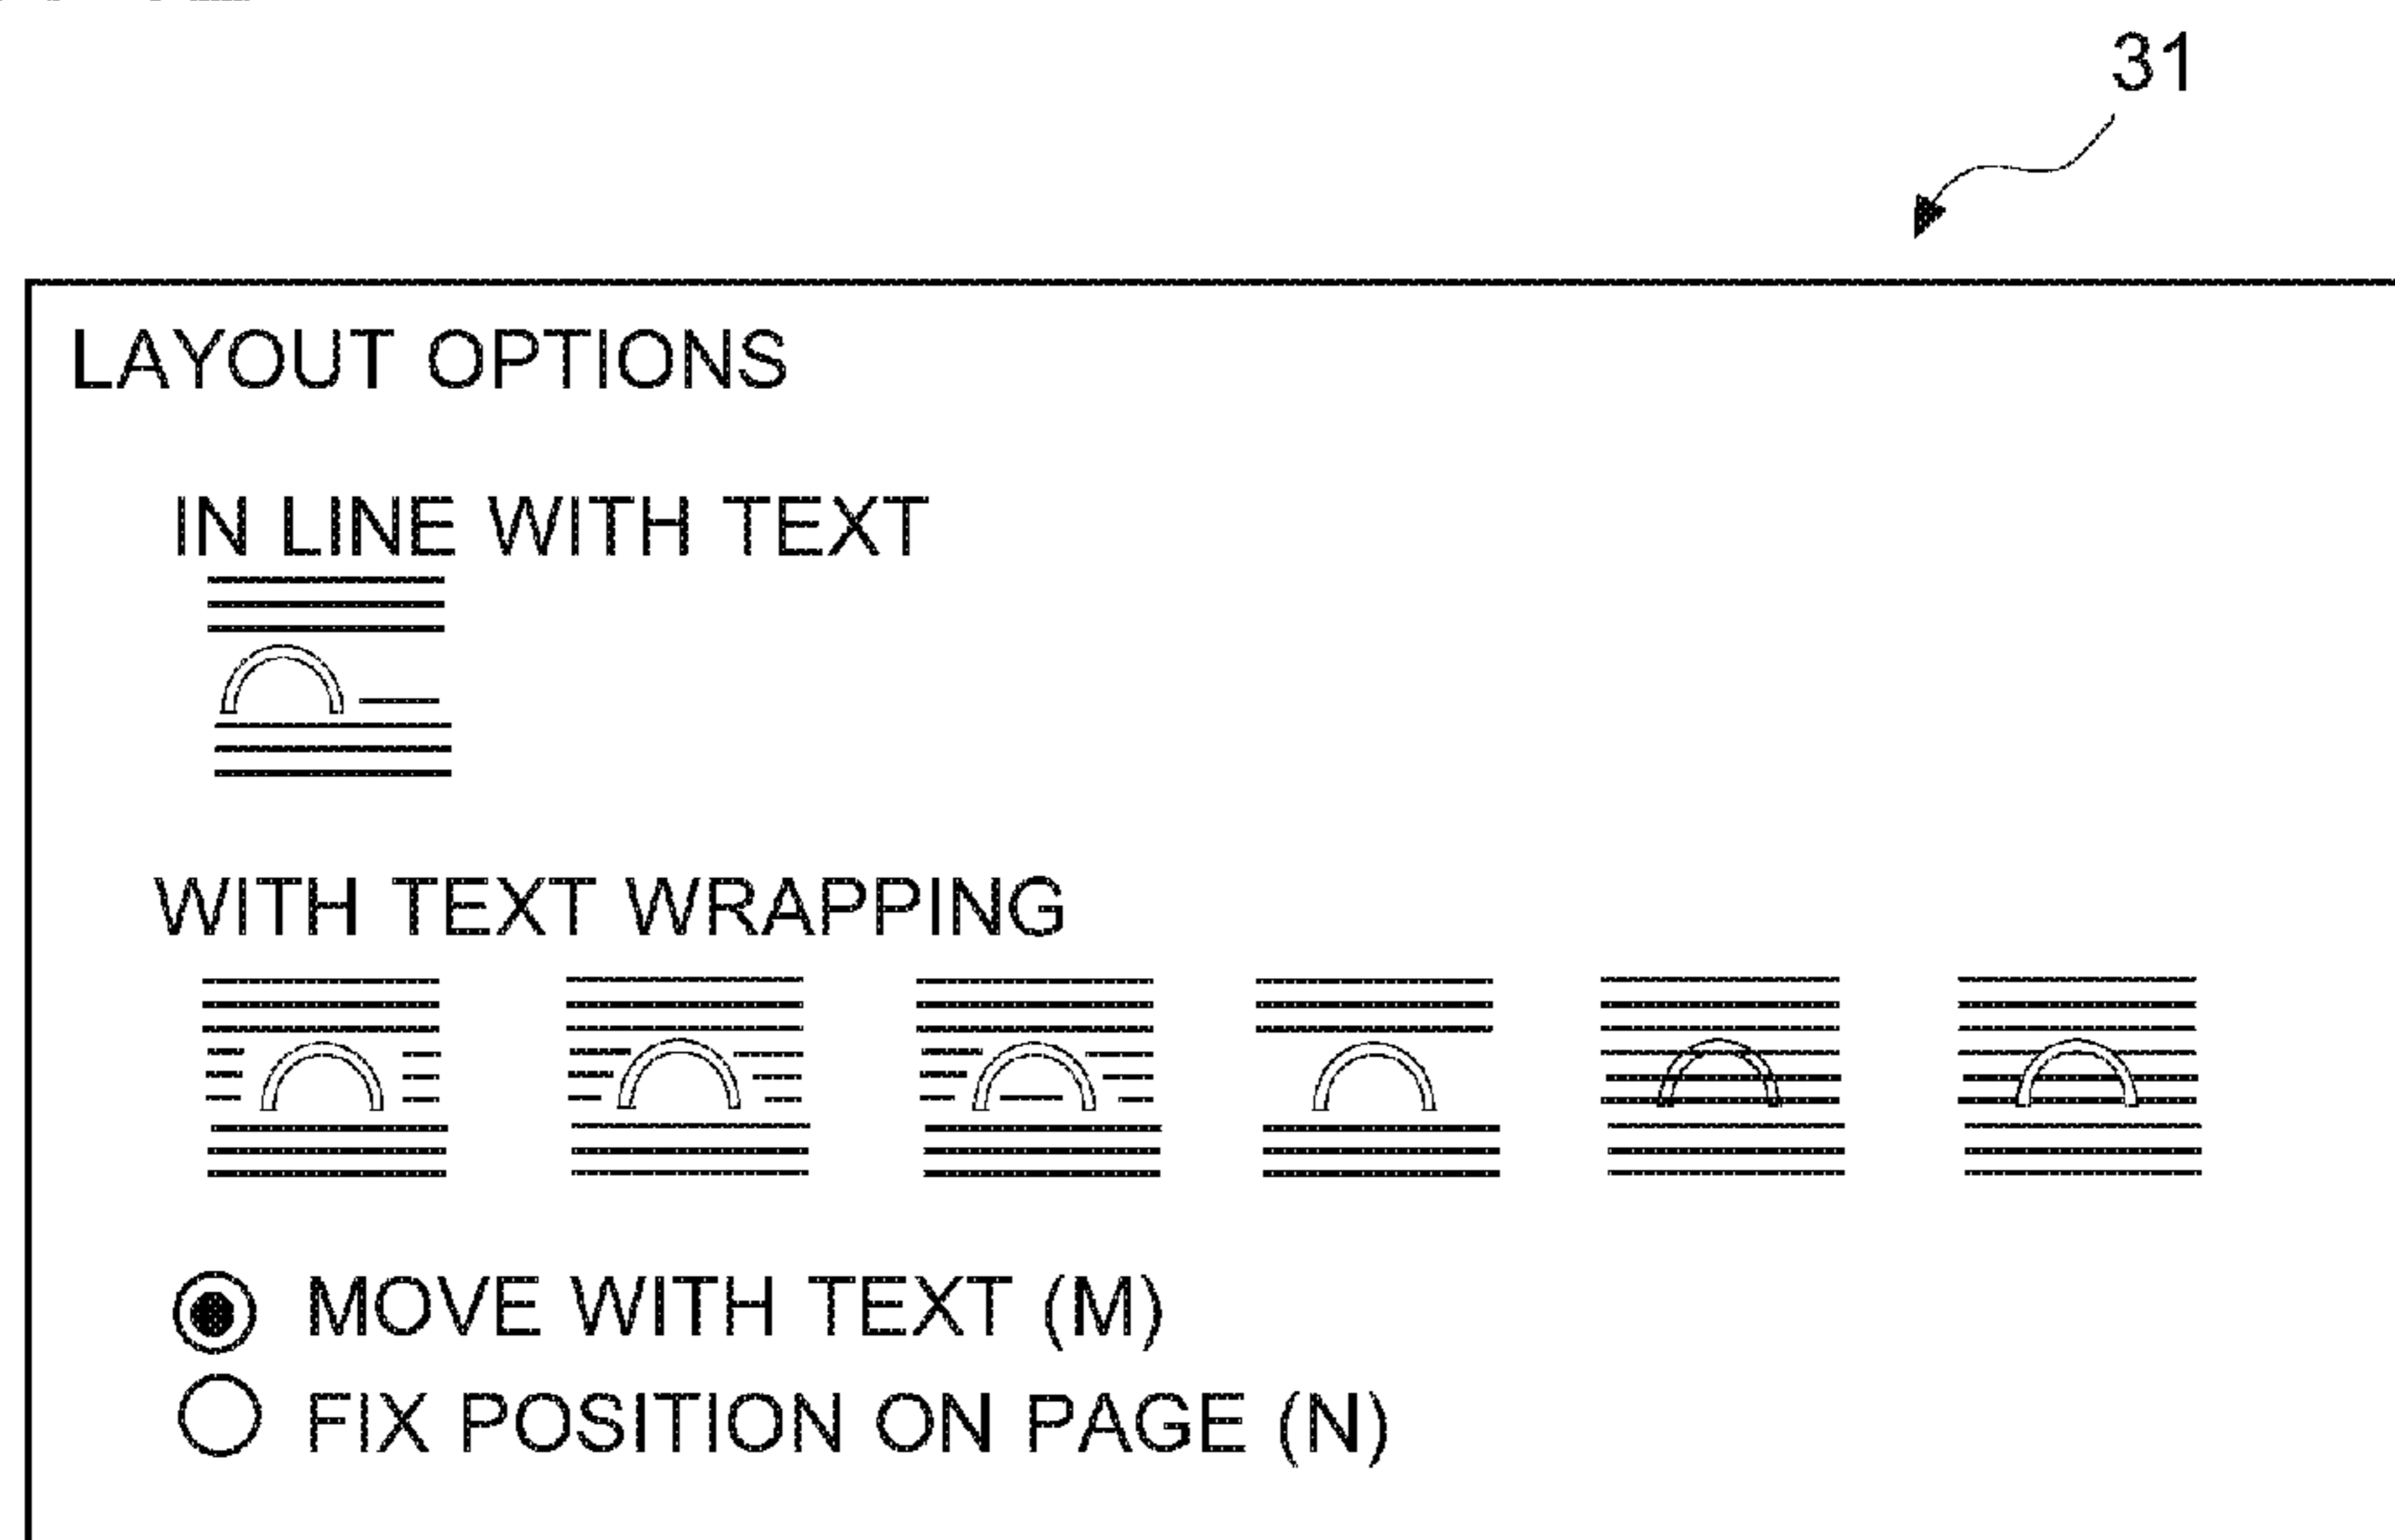 31
LAYOUT OPTIONS
IN LINE WITH TEXT
WITH TEXT WRAPPING
MOVE WITH TEXT (M)
FIX POSITION ON PAGE (N)